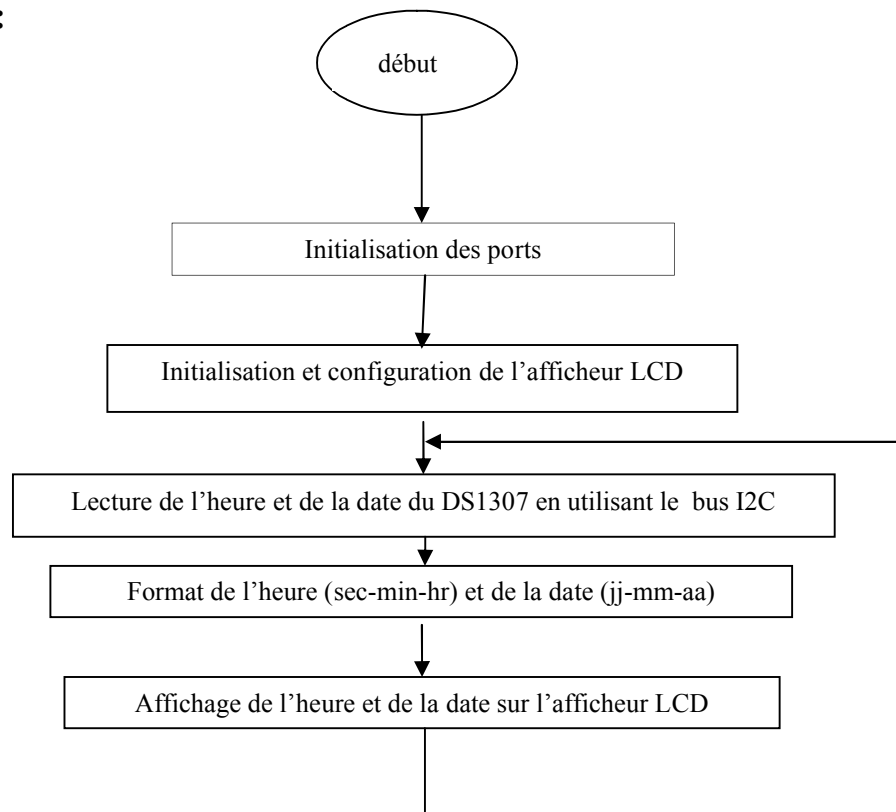 :
début
Initialisation des ports
Initialisation et configuration de l’afficheur LCD
Lecture de l’heure et de la date du DS1307 en utilisant le  bus I2C
Format de l’heure (sec-min-hr) et de la date (jj-mm-aa)
Affichage de l’heure et de la date sur l’afficheur LCD